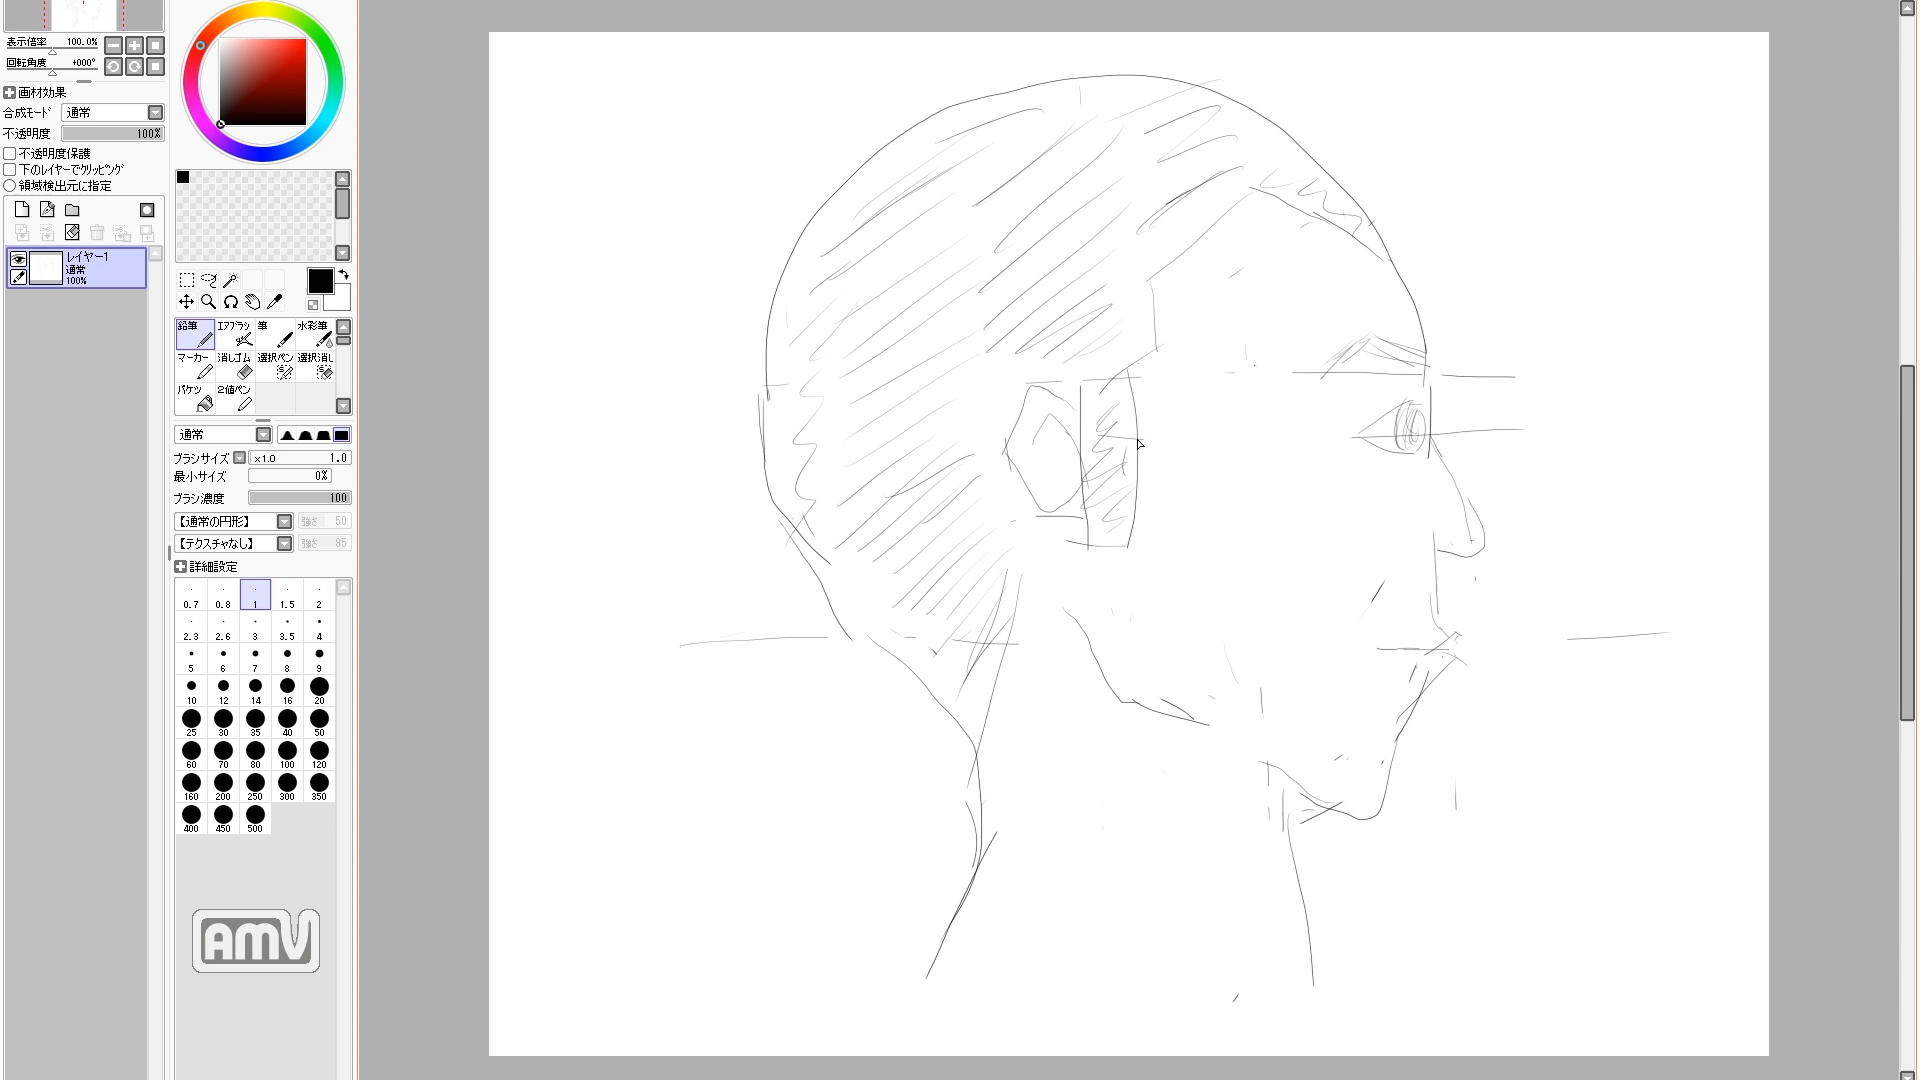 表示倍率 100.0%
回転角度 +000°
画材効果
合成モード 通常
不透明度 100%
不透明度保護
下のレイヤーでクリッピング
領域検出元に指定
レイヤー1
通常
100%
鉛筆 エアブラシ 筆 水彩筆
マーカー 消しゴム 選択ペン 選択消し
バケツ 2値ペン
通常
ブラシサイズ x1.0 1.0
最小サイズ 0%
ブラシ濃度 100
【通常の円形】 強さ 50
【テクスチャなし】 強さ 95
詳細設定
0.7 0.8 1 1.5 2
2.3 2.6 3 3.5 4
5 6 7 8 9
10 12 14 16 20
25 30 35 40 50
60 70 80 100 120
160 200 250 300 350
400 450 500
AMV